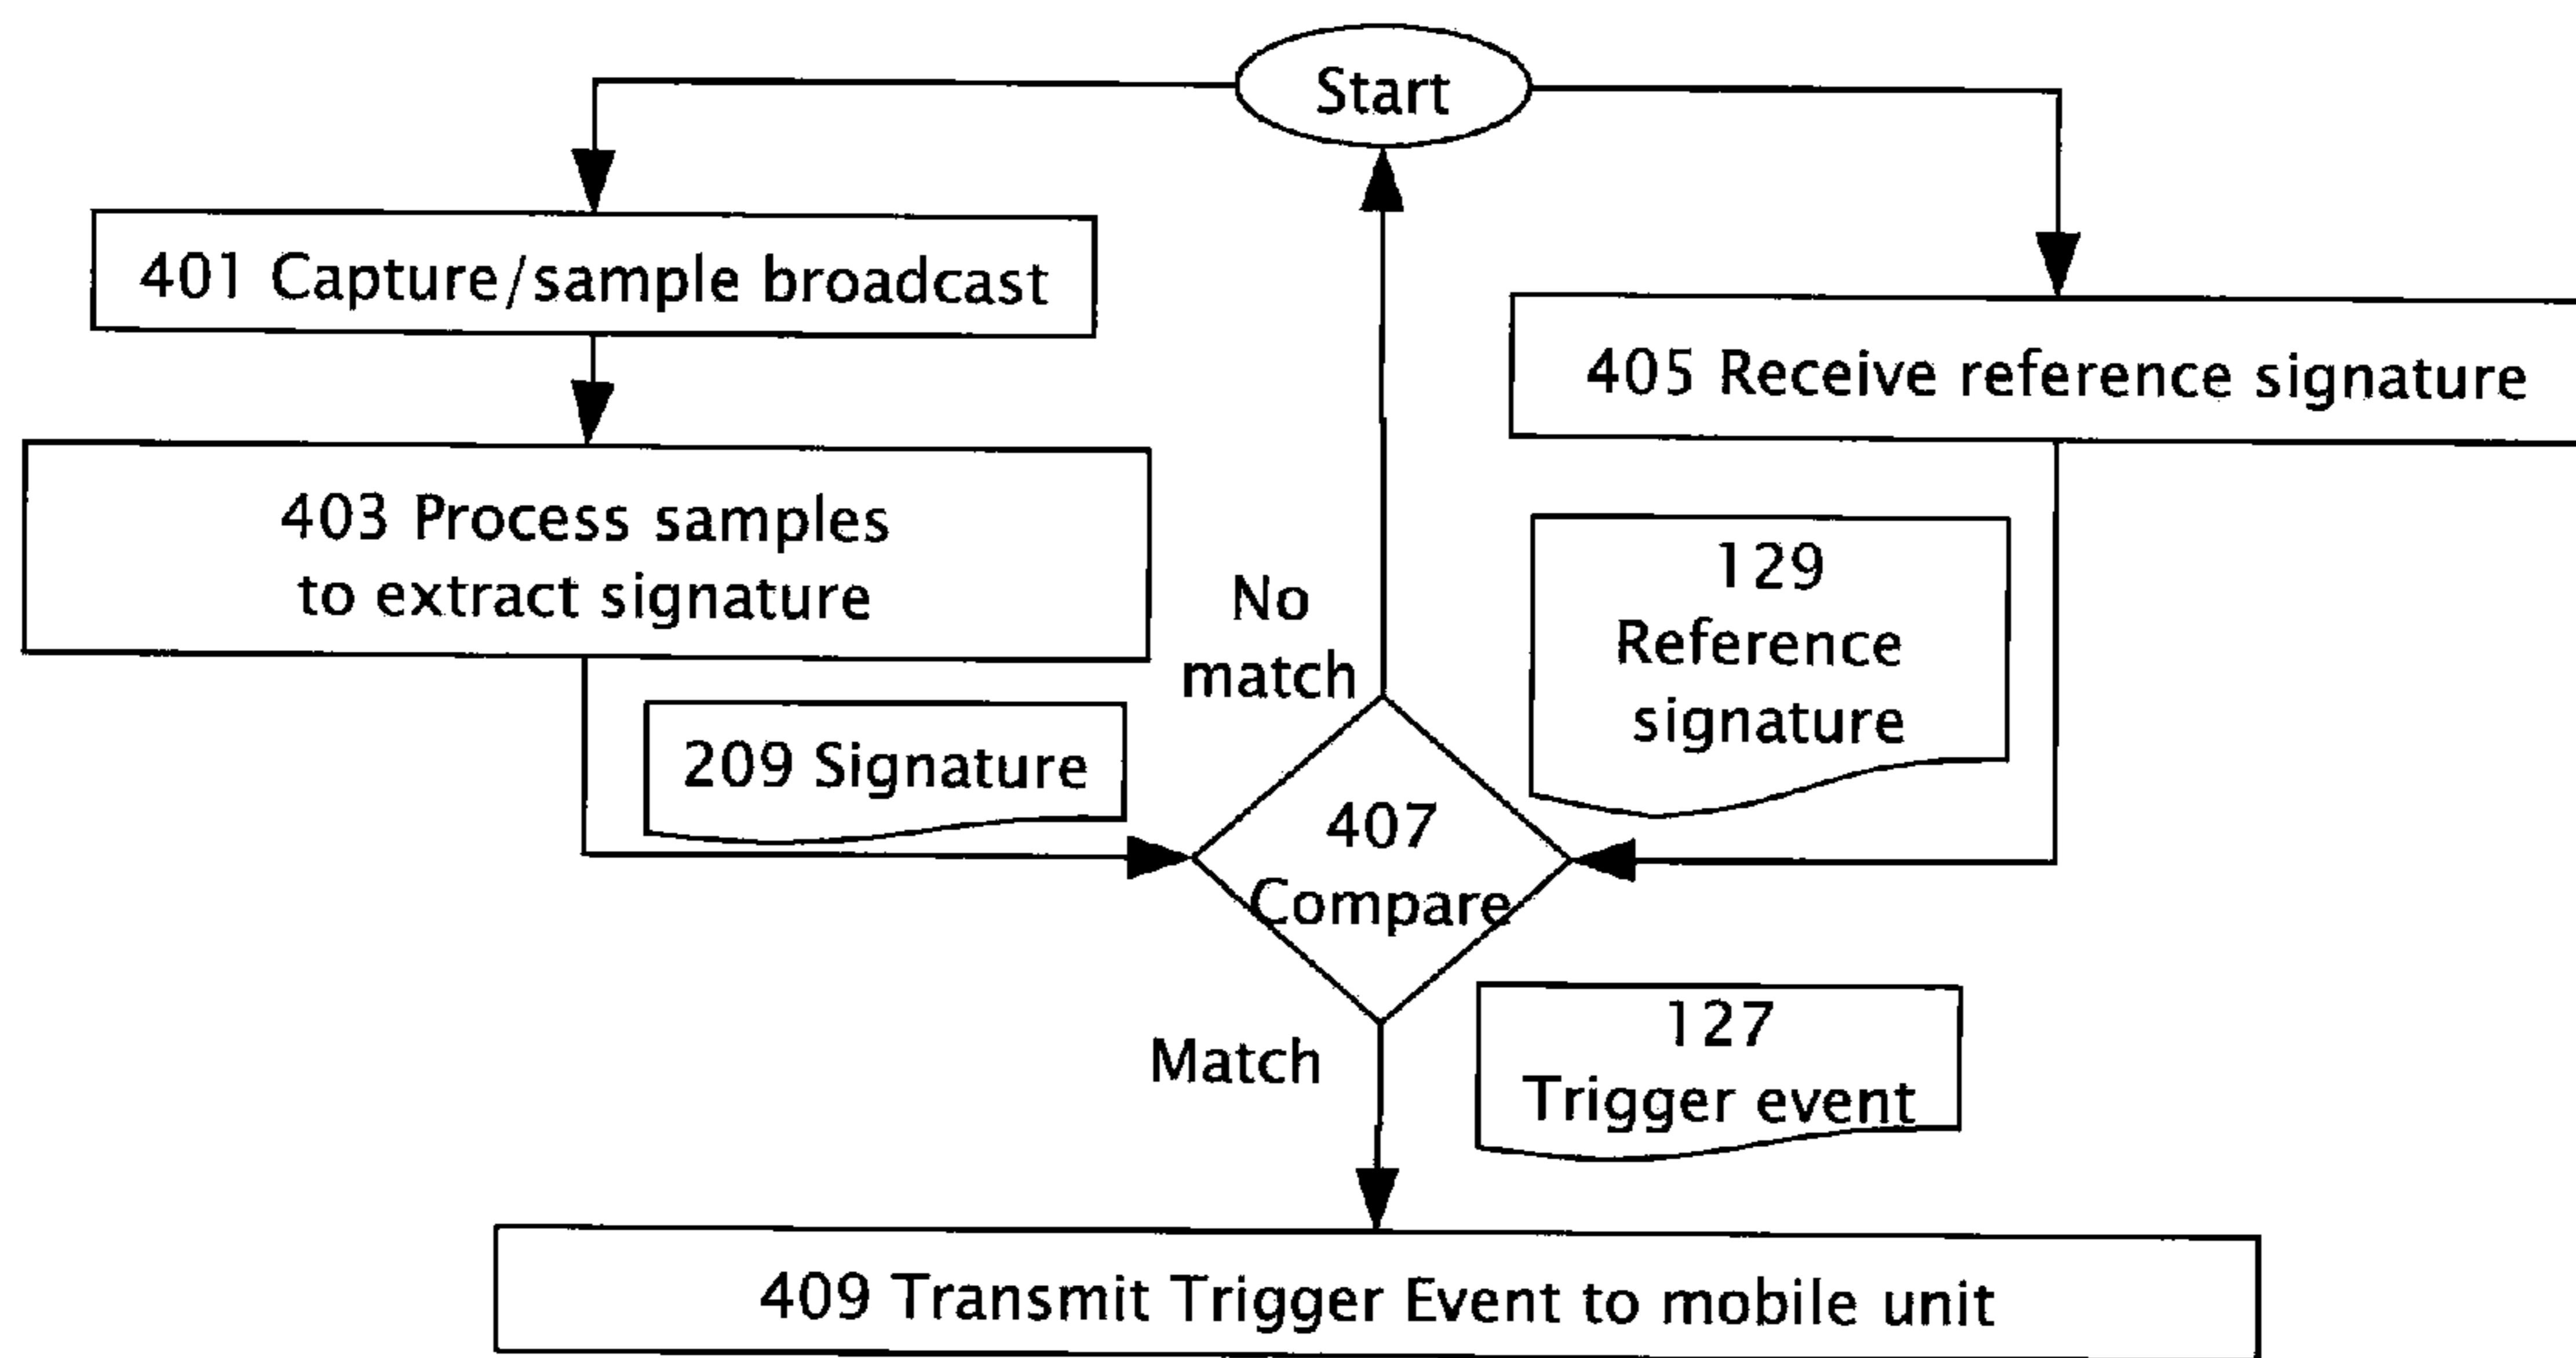 Start
401 Capture/sample broadcast
405 Receive reference signature
403 Process samples
to extract signature
129
Reference
signature
No
match
209 Signature
407
Compare
Match
127
Trigger event
409 Transmit Trigger Event to mobile unit